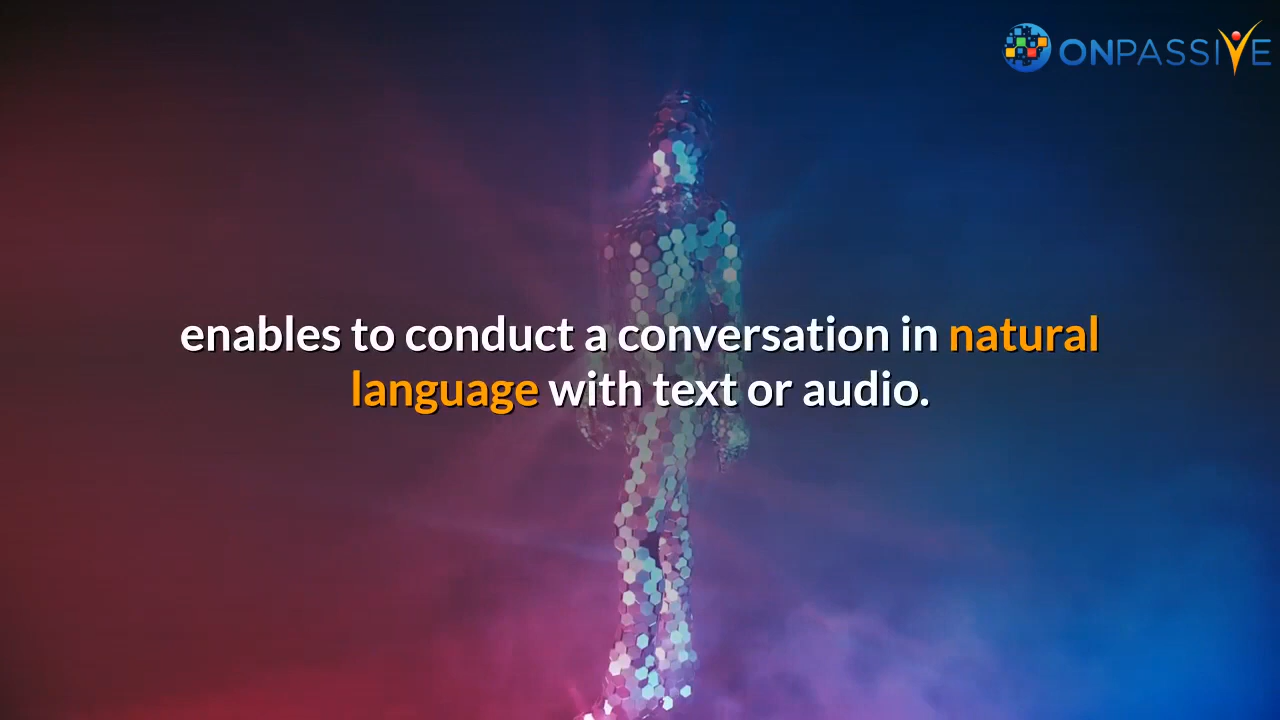 ONPASSIVE
enables to conduct a conversation in natural
language with text or audio.